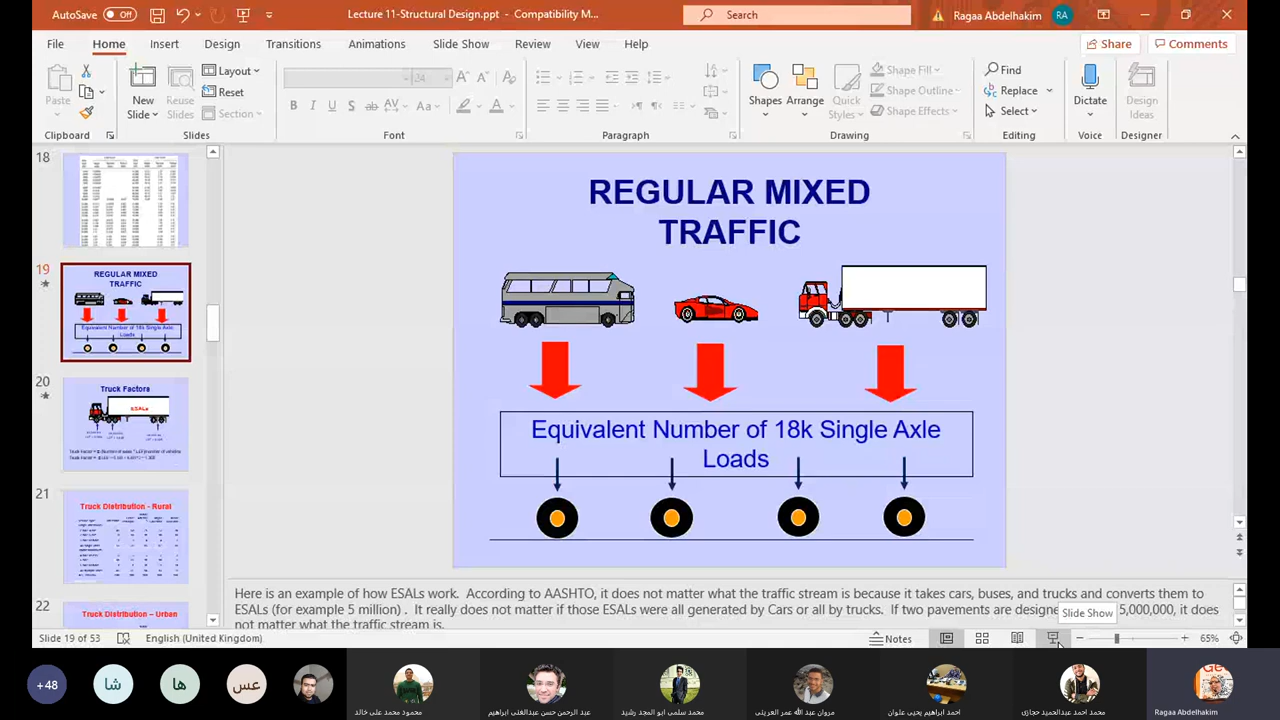 AutoSave Off
Lecture 11-Structural Design.ppt - Compatibility M...
Search
Ragaa Abdelhakim
RA
File Home Insert Design Transitions Animations Slide Show Review View Help
Share Comments
Paste
New Slide
Reuse Slides
Layout
Reset
Section
24
Shapes
Arrange
Quick Styles
Shape Fill
Shape Outline
Shape Effects
Find
Replace
Select
Dictate
Design Ideas
Clipboard Slides Font Paragraph Drawing Editing Voice Designer
18
19
REGULAR MIXED
TRAFFIC
Equivalent Number of 18k Single Axle
Loads
20
Truck Factors
ESALs
21
Truck Distribution - Rural
22
Truck Distribution – Urban
REGULAR MIXED
TRAFFIC
Equivalent Number of 18k Single Axle
Loads
Here is an example of how ESALs work. According to AASHTO, it does not matter what the traffic stream is because it takes cars, buses, and trucks and converts them to
ESALs (for example 5 million) . It really does not matter if those ESALs were all generated by Cars or all by trucks. If two pavements are designe 5,000,000, it does
not matter what the traffic stream is.
Slide Show
Slide 19 of 53
English (United Kingdom)
Notes
65%
+48
شا
ها
عس
محمود محمد على خالد
عبد الرحمن حسن عبدالغنى ابراهيم
محمد سلمى ابو المجد رشيد
مروان عبد الله عمر العرينى
احمد ابراهيم يحيى علوان
محمد احمد عبدالحميد حجازى
Ragaa Abdelhakim